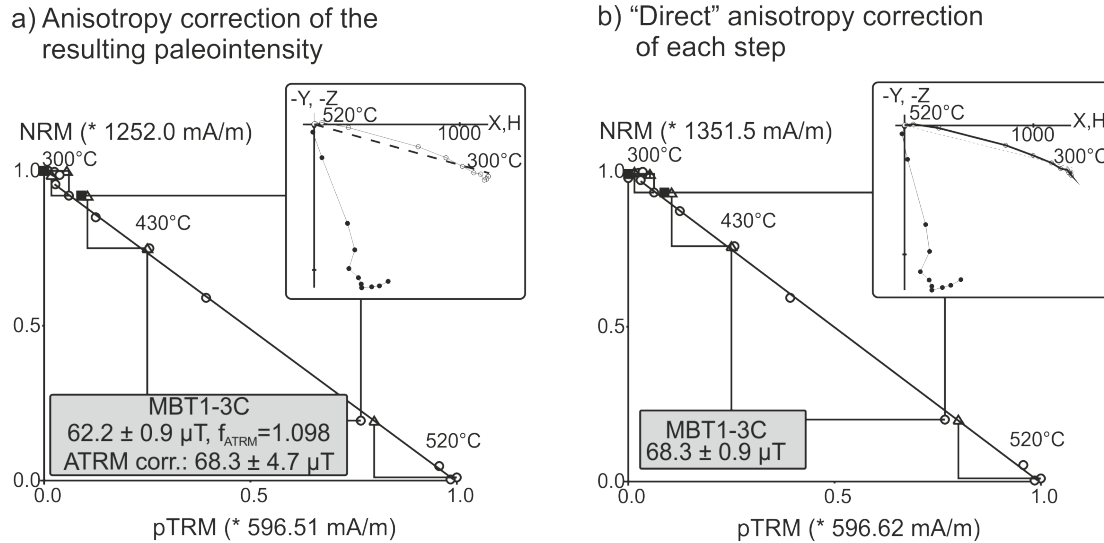 a) Anisotropy correction of the
resulting paleointensity
-Y, -Z
520°C
1000
X,H
300°C
NRM (* 1252.0 mA/m)
300°C
1.0
430°C
0.5
MBT1-3C
62.2 ± 0.9 µT, fATRM=1.098
ATRM corr.: 68.3 ± 4.7 µT
520°C
0.0
0.0
0.5
1.0
pTRM (* 596.51 mA/m)
b) “Direct” anisotropy correction
of each step
-Y, -Z
520°C
1000
X,H
300°C
NRM (* 1351.5 mA/m)
300°C
1.0
430°C
0.5
MBT1-3C
68.3 ± 0.9 µT
520°C
0.0
0.0
0.5
1.0
pTRM (* 596.62 mA/m)